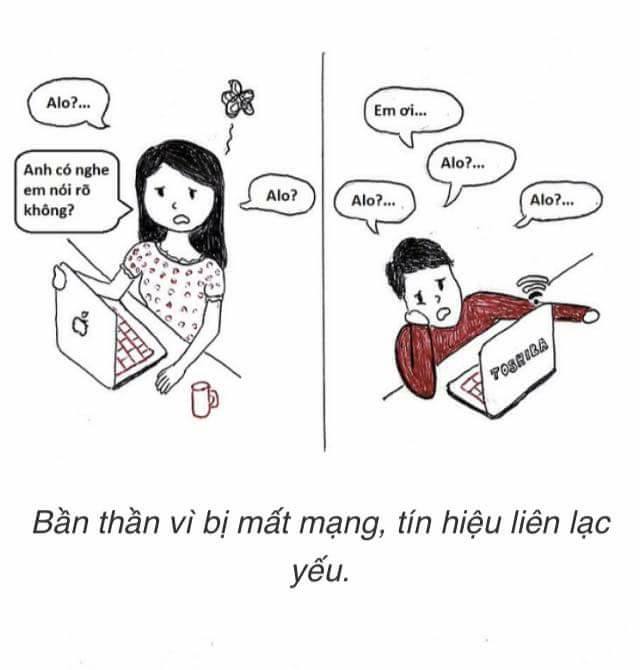 Alo?...
Anh có nghe
em nói rõ
không?
Alo?
Em ơi...
Alo?...
Alo?...
Alo?...
TOSHIBA
Bần thần vì bị mất mạng, tín hiệu liên lạc
yếu.